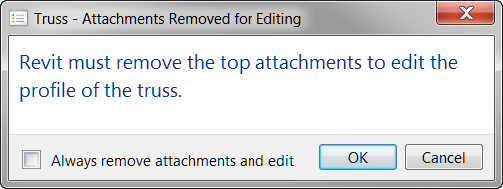 Truss - Attachments Removed for Editing
Revit must remove the top attachments to edit the
profile of the truss.
Always remove attachments and edit
OK
Cancel